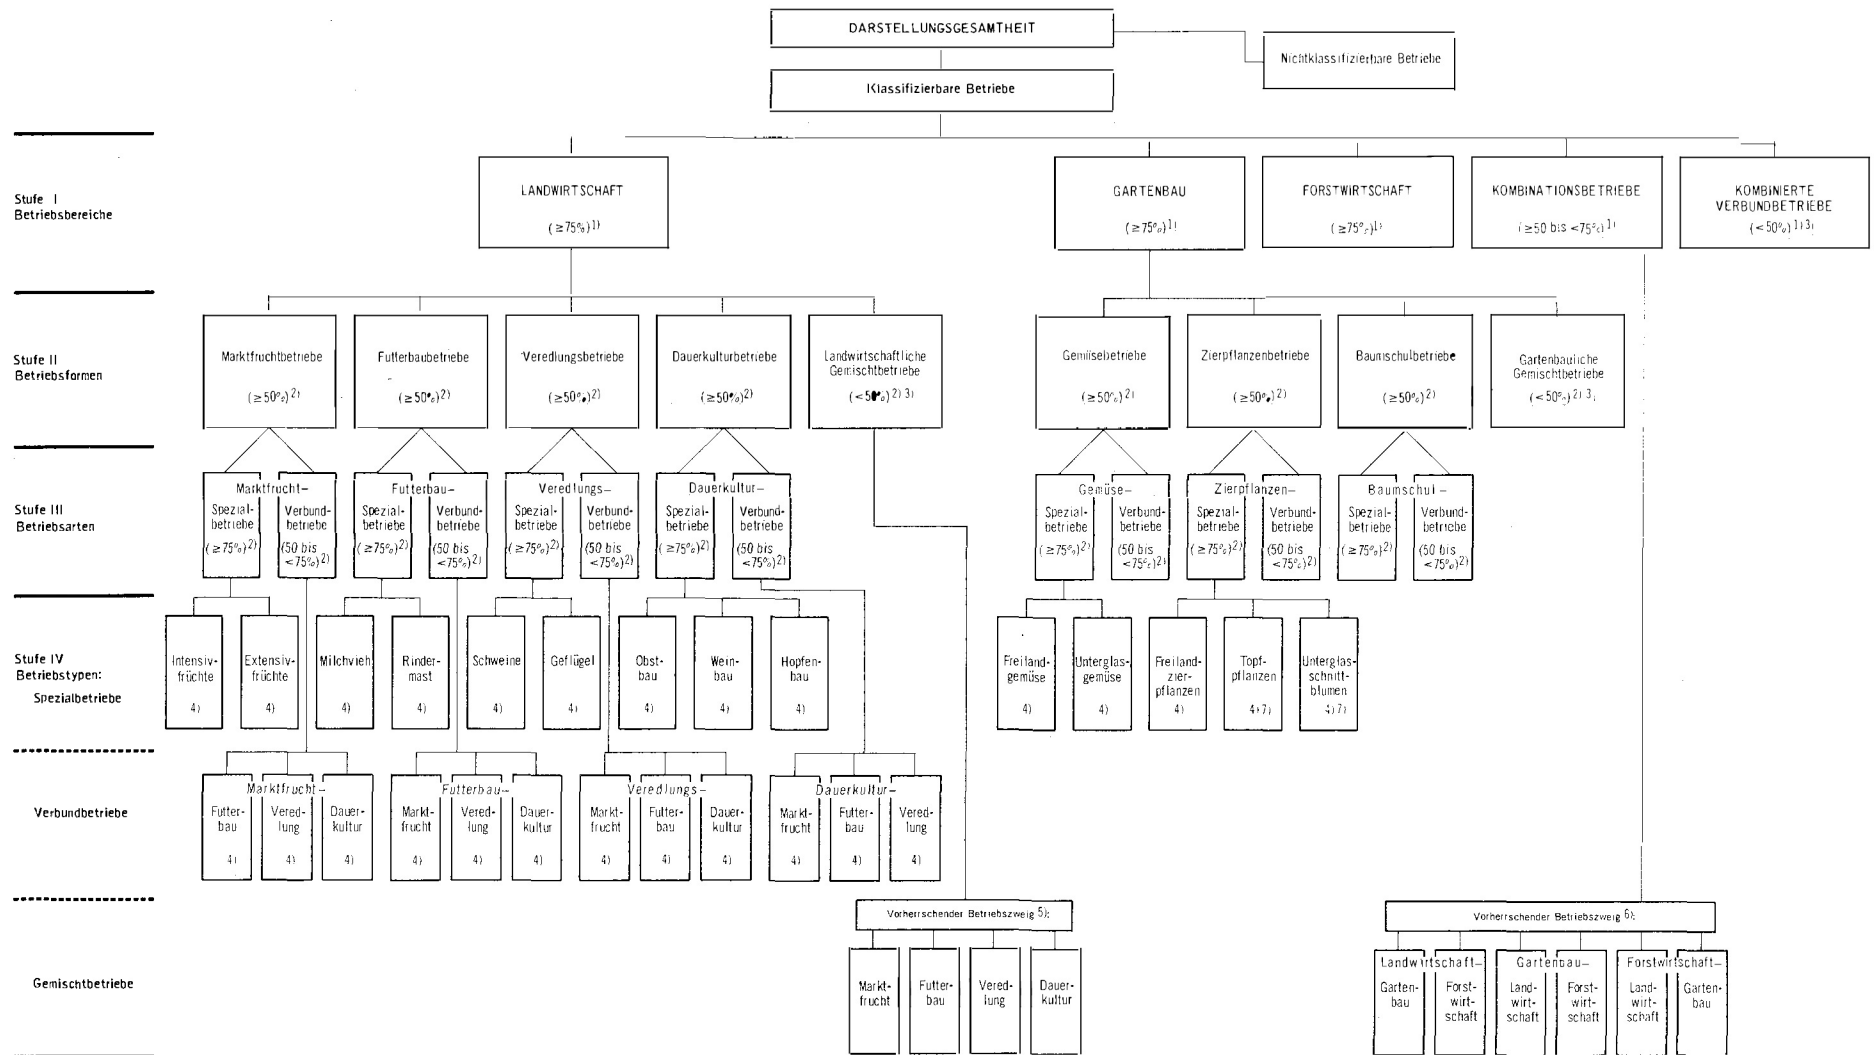 DARSTELLUNGSGESAMTHEIT
Nichtklassifizierbare Betriebe
Klassifizierbare Betriebe
Stufe I
Betriebsbereiche
LANDWIRTSCHAFT
(≥75%)1)
GARTENBAU
(≥75%)1)
FORSTWIRTSCHAFT
(≥75%)1)
KOMBINATIONSBETRIEBE
(≥50 bis <75%)1)
KOMBINIERTE
VERBUNDBETRIEBE
(<50%)1) 3)
Stufe II
Betriebsformen
Marktfruchtbetriebe
(≥50%)2)
Futterbaubetriebe
(≥50%)2)
Veredlungsbetriebe
(≥50%)2)
Dauerkulturbetriebe
(≥50%)2)
Landwirtschaftliche
Gemischtbetriebe
(<50%)2) 3)
Gemüsebetriebe
(≥50%)2)
Zierpflanzenbetriebe
(≥50%)2)
Baumschulbetriebe
(≥50%)2)
Gartenbauliche
Gemischtbetriebe
(<50%)2) 3)
Stufe III
Betriebsarten
Marktfrucht–
Spezial-
betriebe
(≥75%)2)
Verbund-
betriebe
(50 bis
<75%)2)
Futterbau–
Spezial-
betriebe
(≥75%)2)
Verbund-
betriebe
(50 bis
<75%)2)
Veredlungs–
Spezial-
betriebe
(≥75%)2)
Verbund-
betriebe
(50 bis
<75%)2)
Dauerkultur–
Spezial-
betriebe
(≥75%)2)
Verbund-
betriebe
(50 bis
<75%)2)
Gemüse–
Spezial-
betriebe
(≥75%)2)
Verbund-
betriebe
(50 bis
<75%)2)
Zierpflanzen–
Spezial-
betriebe
(≥75%)2)
Verbund-
betriebe
(50 bis
<75%)2)
Baumschul–
Spezial-
betriebe
(≥75%)2)
Verbund-
betriebe
(50 bis
<75%)2)
Stufe IV
Betriebstypen:
Spezialbetriebe
Intensiv-
früchte
4)
Extensiv-
früchte
4)
Milchvieh
4)
Rinder-
mast
4)
Schweine
4)
Geflügel
4)
Obst-
bau
4)
Wein-
bau
4)
Hopfen-
bau
4)
Freiland-
gemüse
4)
Unterglas-
gemüse
4)
Freiland-
zier-
pflanzen
4)
Topf-
pflanzen
4) 7)
Unterglas-
schnitt-
blumen
4) 7)
Verbundbetriebe
Marktfrucht–
Futter-
bau
4)
Vered-
lung
4)
Dauer-
kultur
4)
Futterbau–
Markt-
frucht
4)
Vered-
lung
4)
Dauer-
kultur
4)
Veredlungs–
Markt-
frucht
4)
Futter-
bau
4)
Dauer-
kultur
4)
Dauerkultur–
Markt-
frucht
4)
Futter-
bau
4)
Vered-
lung
4)
Gemischtbetriebe
Vorherrschender Betriebszweig 5):
Markt-
frucht
Futter-
bau
Vered-
lung
Dauer-
kultur
Vorherrschender Betriebszweig 6):
Landwirtschaft–
Garten-
bau
Forst-
wirt-
schaft
Gartenbau–
Land-
wirt-
schaft
Forst-
wirt-
schaft
Forstwirtschaft–
Land-
wirt-
schaft
Garten-
bau